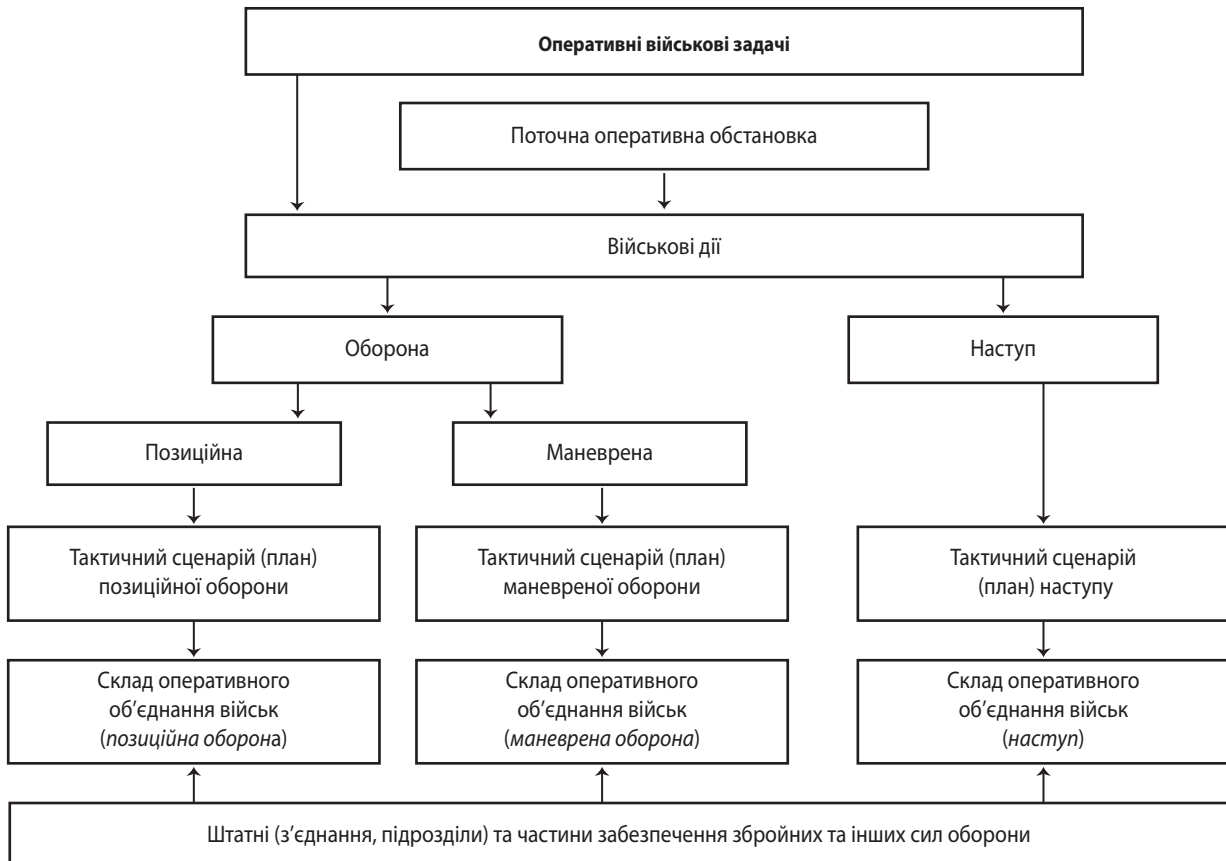 Оперативні військові задачі
Поточна оперативна обстановка
Військові дії
Оборона
Наступ
Позиційна
Маневрена
Тактичний сценарій (план)
позиційної оборони
Тактичний сценарій (план)
маневреної оборони
Тактичний сценарій
(план) наступу
Склад оперативного
об’єднання військ
(позиційна оборона)
Склад оперативного
об’єднання військ
(маневрена оборона)
Склад оперативного
об’єднання військ
(наступ)
Штатні (з’єднання, підрозділи) та частини забезпечення збройних та інших сил оборони